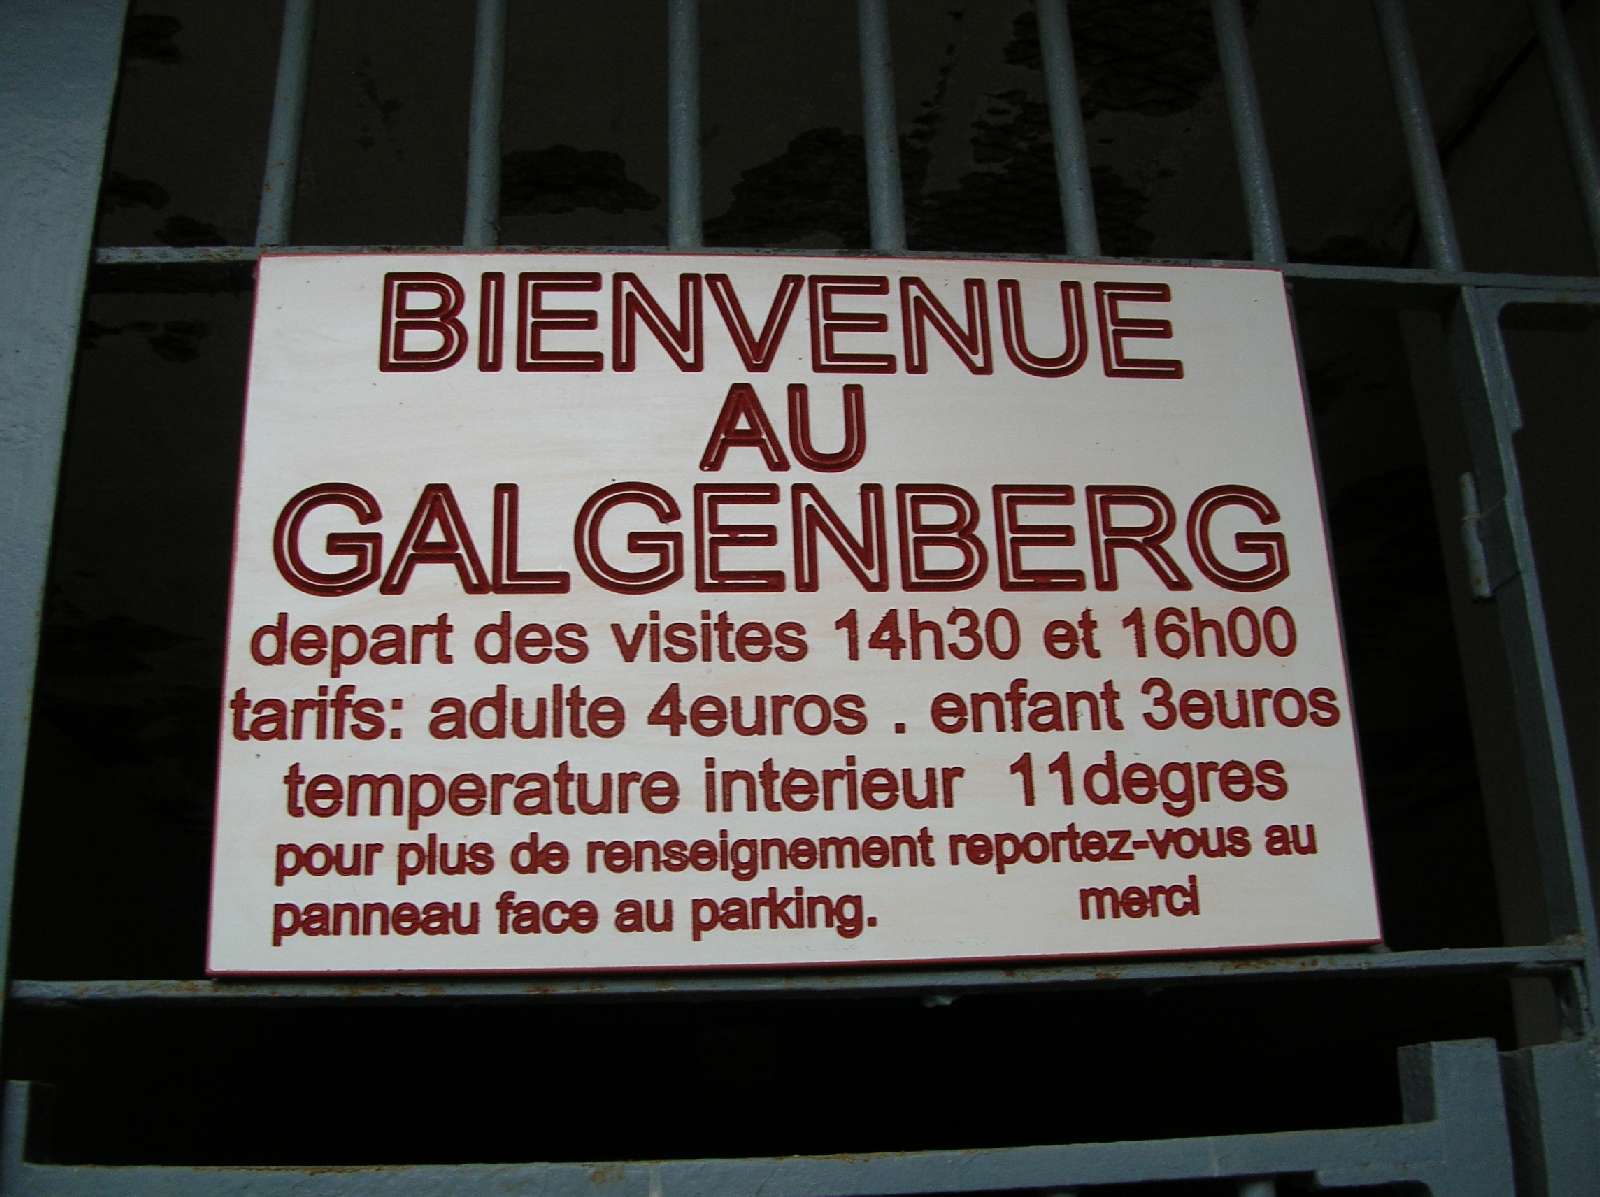 BIENVENUE
AU
GALGENBERG
depart des visites 14h30 et 16h00
tarifs: adulte 4euros . enfant 3euros
temperature interieur 11degres
pour plus de renseignement reportez-vous au
panneau face au parking. merci